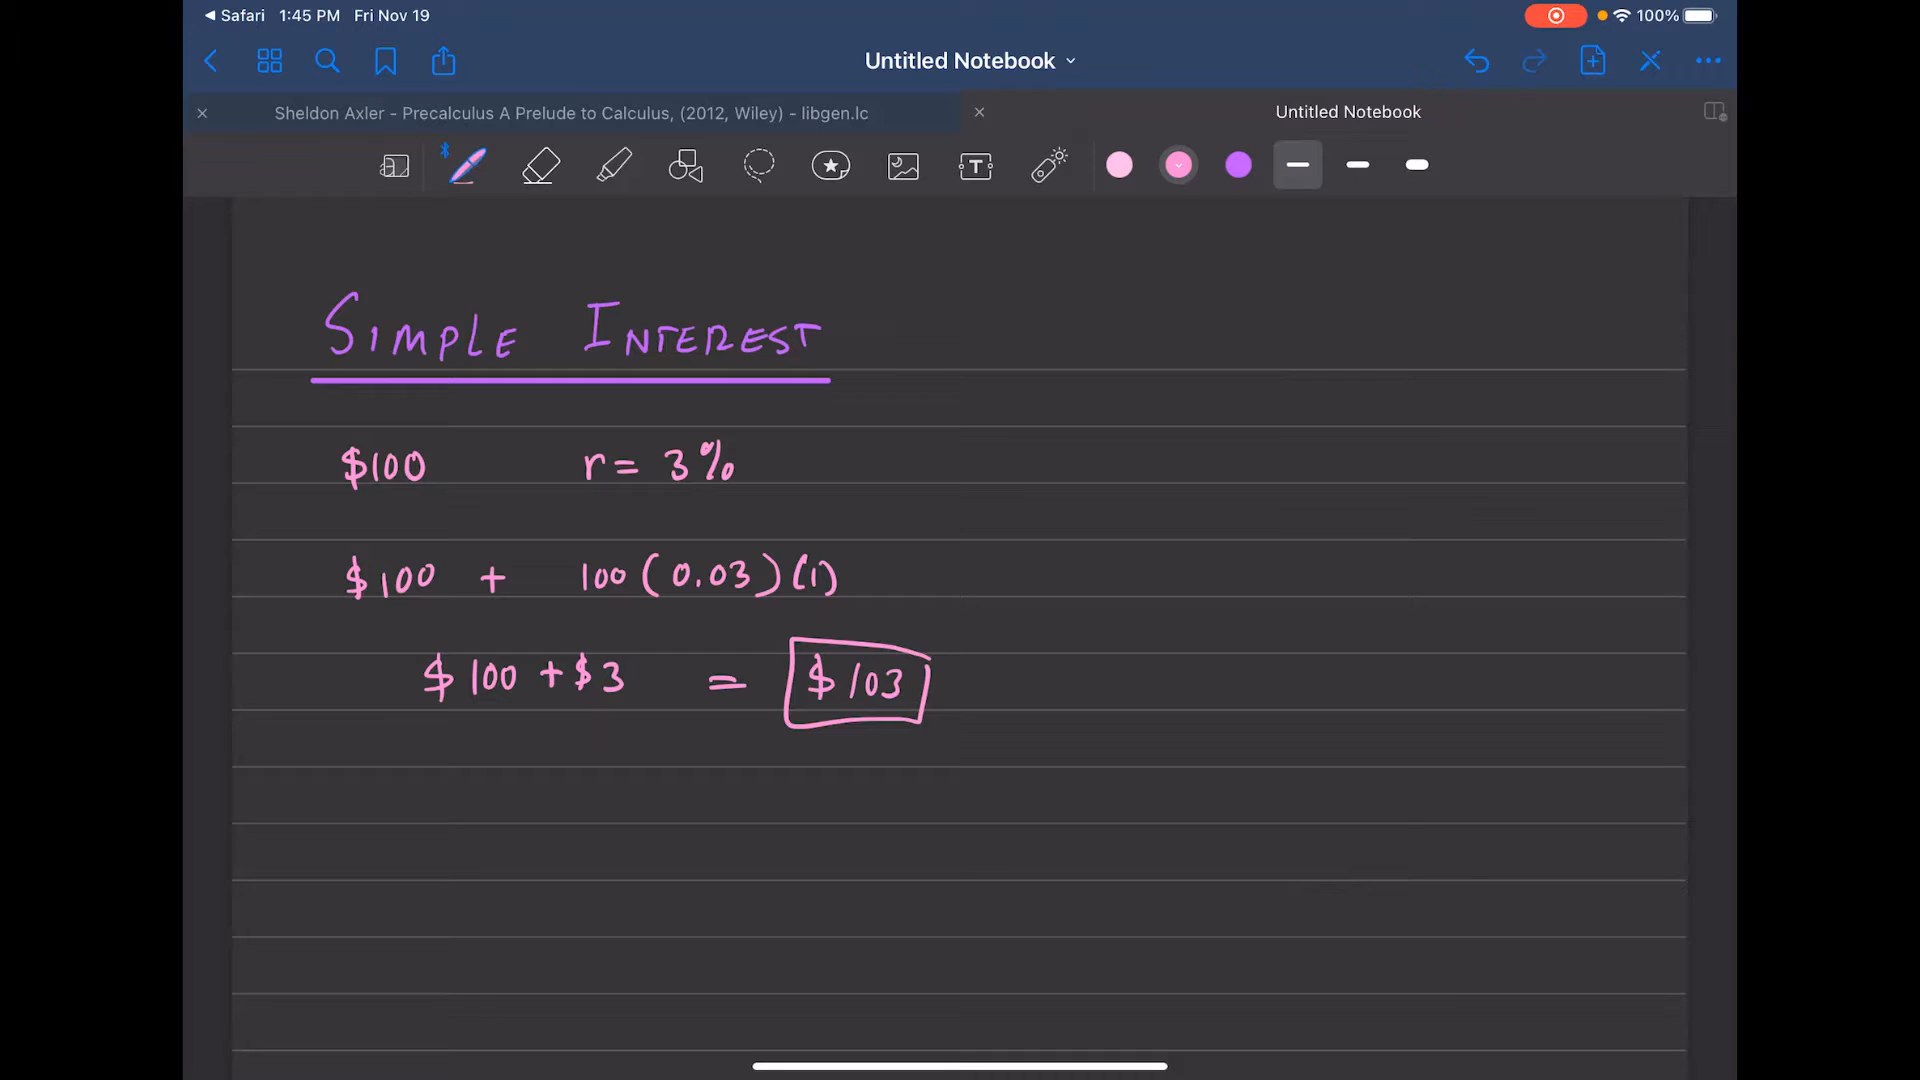 Safari 1:45 PM Fri Nov 19 100%
Untitled Notebook
Sheldon Axler - Precalculus A Prelude to Calculus, (2012, Wiley) - libgen.lc Untitled Notebook
SIMPLE INTEREST
$100 r = 3%
$100 + 100 (0.03) (1)
$100 + $3 = $103